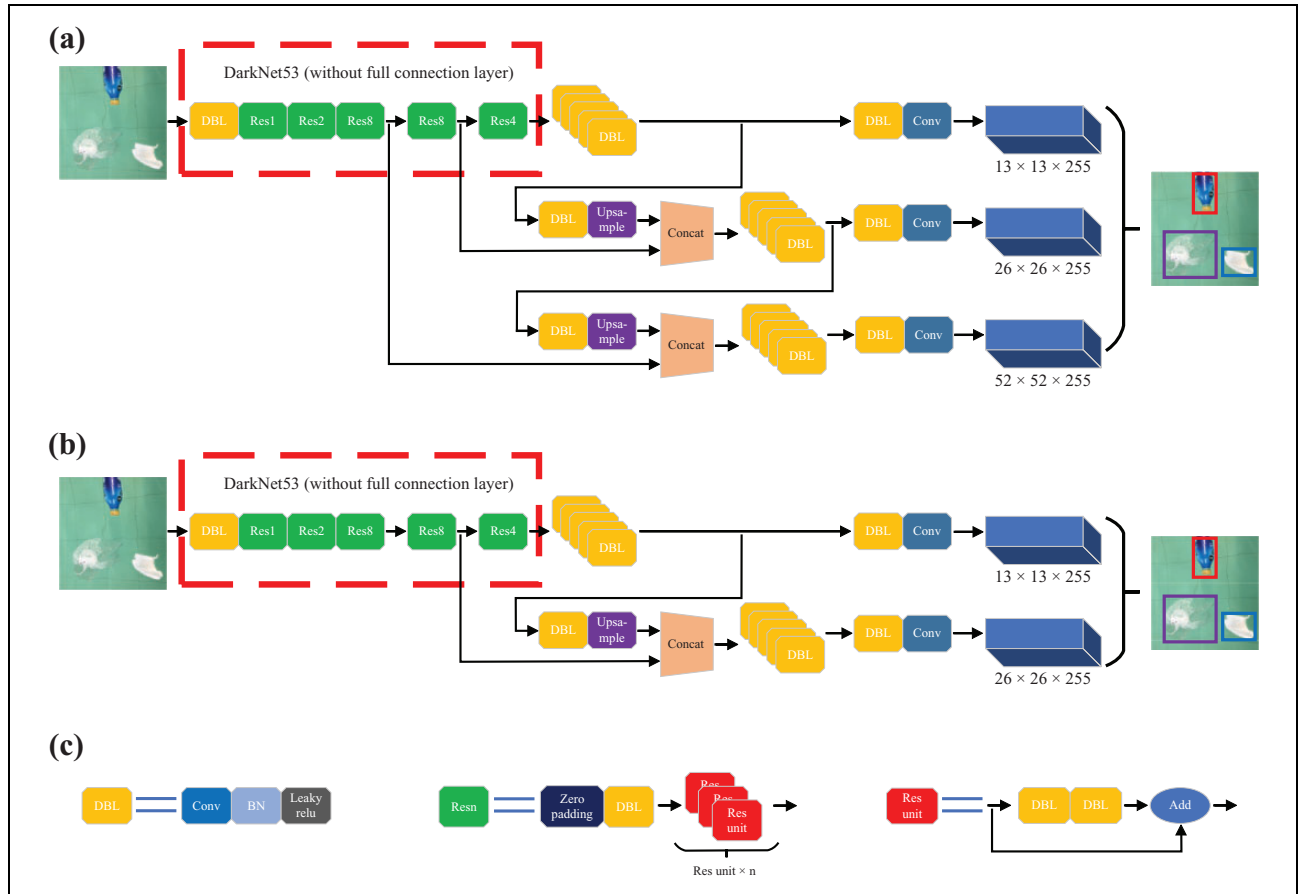 (a)
DarkNet53 (without full connection layer)
DBL Res1 Res2 Res8 Res8 Res4 DBL DBL Conv
13 × 13 × 255
DBL Upsa-
mple Concat DBL DBL Conv
26 × 26 × 255
DBL Upsa-
mple Concat DBL DBL Conv
52 × 52 × 255
(b)
DarkNet53 (without full connection layer)
DBL Res1 Res2 Res8 Res8 Res4 DBL DBL Conv
13 × 13 × 255
DBL Upsa-
mple Concat DBL DBL Conv
26 × 26 × 255
(c)
DBL Conv BN Leaky
relu
Resn Zero
padding DBL Res Res Res
unit
Res unit × n
Res
unit DBL DBL Add